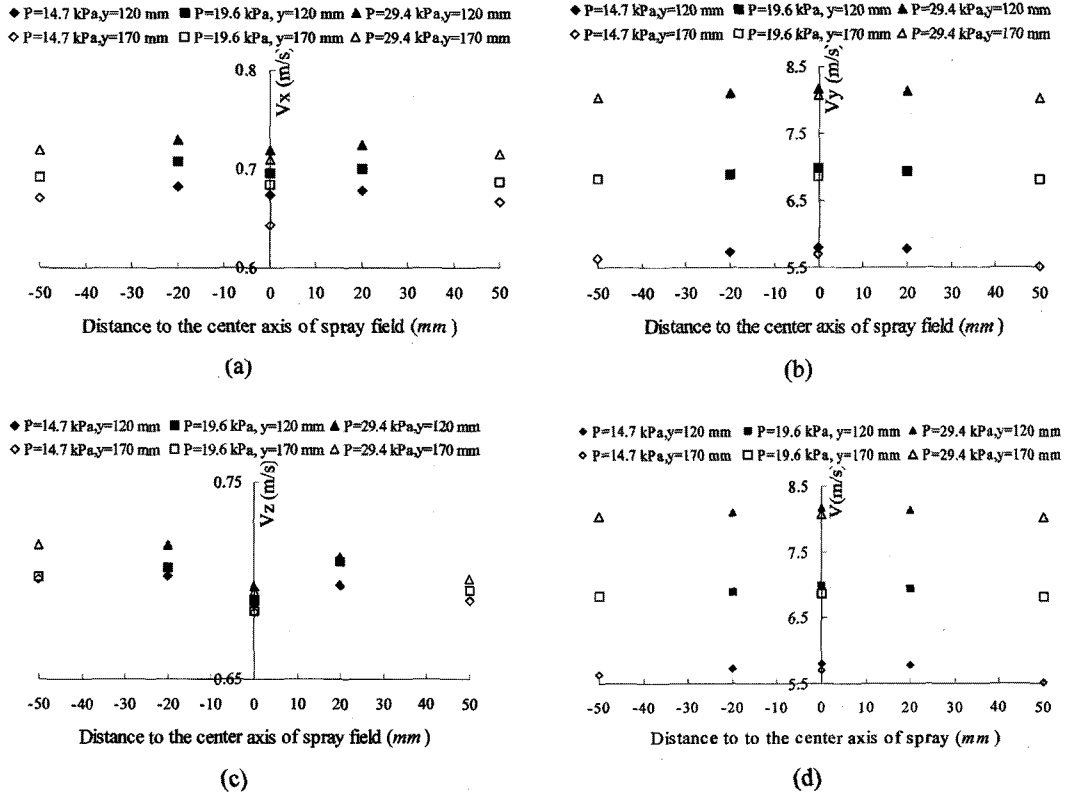 ◆ P=14.7 kPa,y=120 mm ■ P=19.6 kPa, y=120 mm ▲ P=29.4 kPa,y=120 mm
◇ P=14.7 kPa,y=170 mm □ P=19.6 kPa, y=170 mm △ P=29.4 kPa,y=170 mm
Vx (m/s)
0.8
0.7
0.6
-50 -40 -30 -20 -10 0 10 20 30 40 50
Distance to the center axis of spray field (mm)
(a)
◆ P=14.7 kPa,y=120 mm ■ P=19.6 kPa, y=120 mm ▲ P=29.4 kPa,y=120 mm
◇ P=14.7 kPa,y=170 mm □ P=19.6 kPa, y=170 mm △ P=29.4 kPa,y=170 mm
Vy (m/s)
8.5
7.5
6.5
5.5
-50 -40 -30 -20 -10 0 10 20 30 40 50
Distance to the center axis of spray field (mm)
(b)
◆ P=14.7 kPa,y=120 mm ■ P=19.6 kPa, y=120 mm ▲ P=29.4 kPa,y=120 mm
◇ P=14.7 kPa,y=170 mm □ P=19.6 kPa, y=170 mm △ P=29.4 kPa,y=170 mm
Vz (m/s)
0.75
0.65
-50 -40 -30 -20 -10 0 10 20 30 40 50
Distance to the center axis of spray field (mm)
(c)
◆ P=14.7 kPa,y=120 mm ■ P=19.6 kPa, y=120 mm ▲ P=29.4 kPa,y=120 mm
◇ P=14.7 kPa,y=170 mm □ P=19.6 kPa, y=170 mm △ P=29.4 kPa,y=170 mm
V(m/s)
8.5
7.5
6.5
5.5
-50 -40 -30 -20 -10 0 10 20 30 40 50
Distance to to the center axis of spray (mm)
(d)